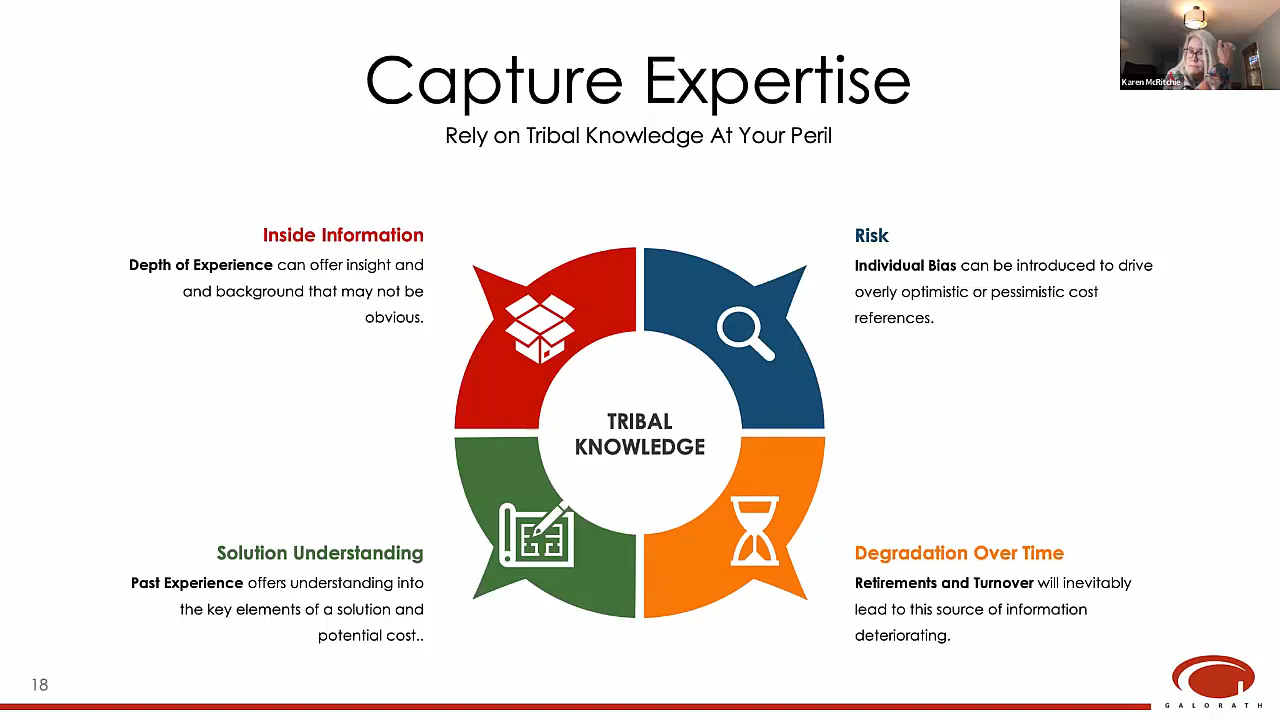 Capture Expertise
Rely on Tribal Knowledge At Your Peril
Karen McRitchie
Inside Information
Depth of Experience can offer insight and
and background that may not be
obvious.
Risk
Individual Bias can be introduced to drive
overly optimistic or pessimistic cost
references.
TRIBAL
KNOWLEDGE
Solution Understanding
Past Experience offers understanding into
the key elements of a solution and
potential cost..
Degradation Over Time
Retirements and Turnover will inevitably
lead to this source of information
deteriorating.
18
GALORATH